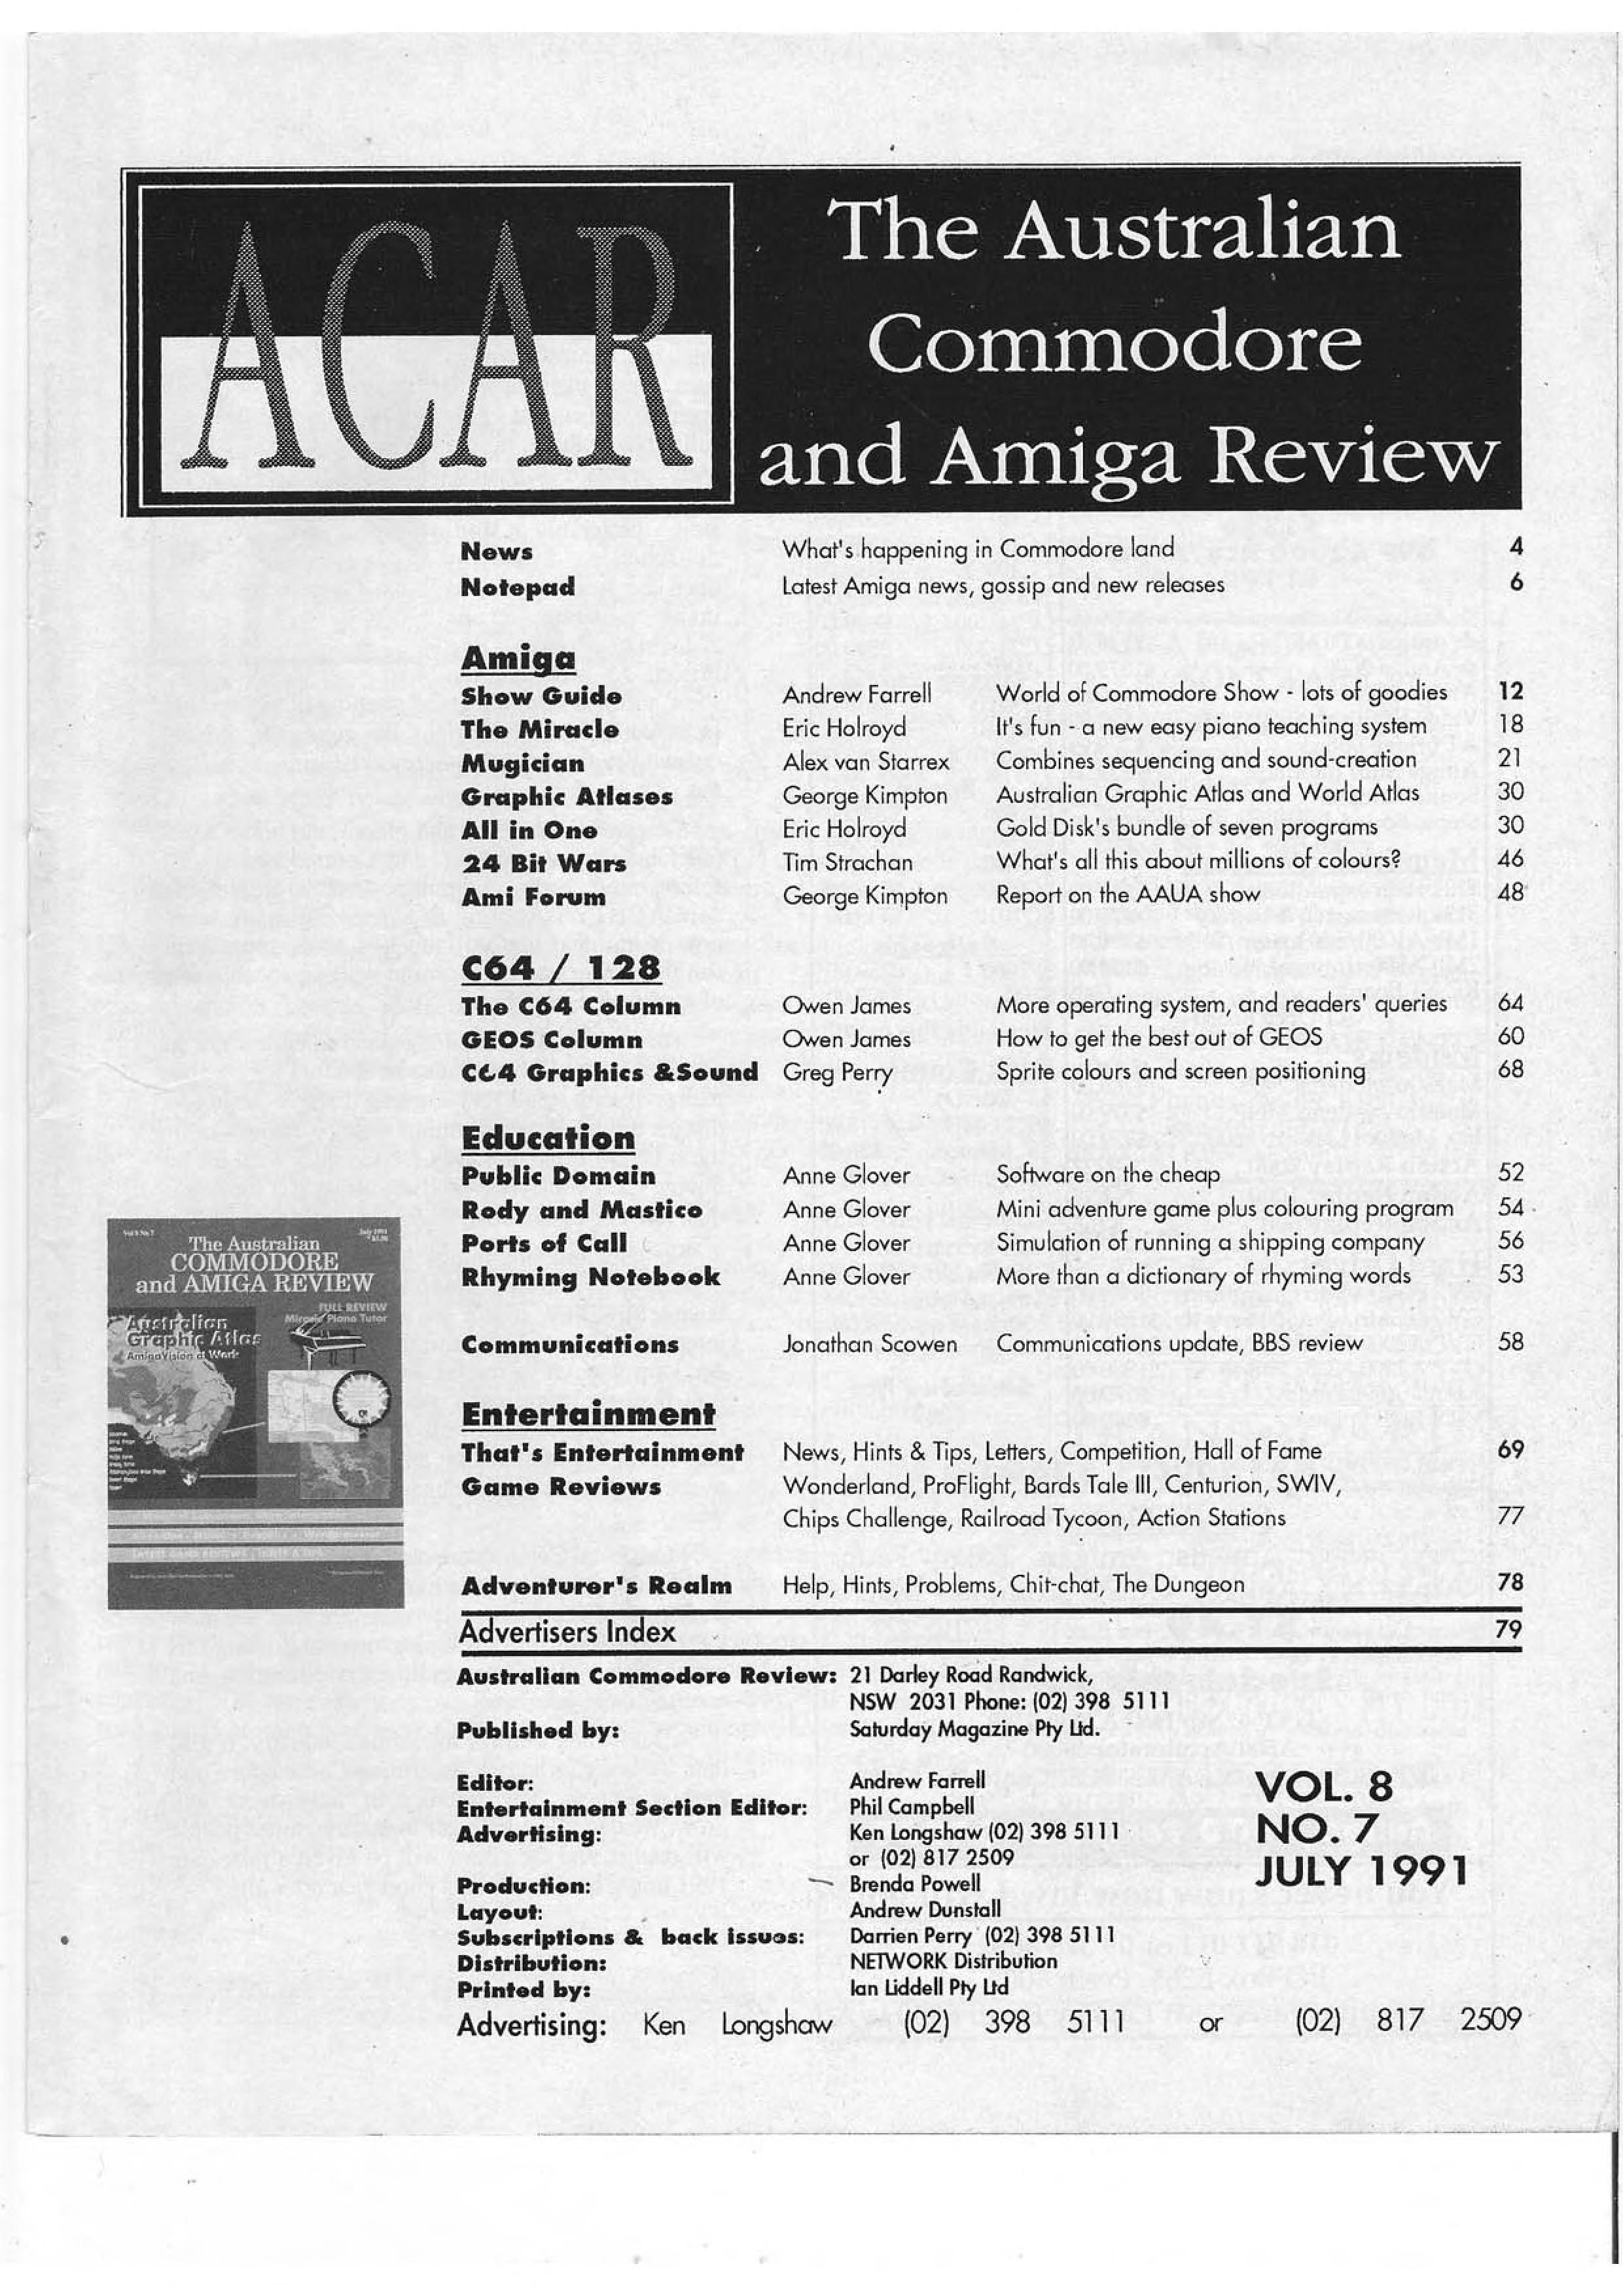 ACAR
The Australian
Commodore
and Amiga Review
News What's happening in Commodore land 4
Notepad Latest Amiga news, gossip and new releases 6
Amiga
Show Guide Andrew Farrell World of Commodore Show - lots of goodies 12
The Miracle Eric Holroyd It's fun - a new easy piano teaching system 18
Mugician Alex van Starrex Combines sequencing and sound-creation 21
Graphic Atlases George Kimpton Australian Graphic Atlas and World Atlas 30
All in One Eric Holroyd Gold Disk's bundle of seven programs 30
24 Bit Wars Tim Strachan What's all this about millions of colours? 46
Ami Forum George Kimpton Report on the AAUA show 48
C64 / 128
The C64 Column Owen James More operating system, and readers' queries 64
GEOS Column Owen James How to get the best out of GEOS 60
C64 Graphics &Sound Greg Perry Sprite colours and screen positioning 68
Education
Public Domain Anne Glover Software on the cheap 52
Rody and Mastico Anne Glover Mini adventure game plus colouring program 54
Ports of Call Anne Glover Simulation of running a shipping company 56
Rhyming Notebook Anne Glover More than a dictionary of rhyming words 53
Communications Jonathan Scowen Communications update, BBS review 58
Entertainment
That's Entertainment News, Hints & Tips, Letters, Competition, Hall of Fame 69
Game Reviews Wonderland, ProFlight, Bards Tale III, Centurion, SWIV,
Chips Challenge, Railroad Tycoon, Action Stations 77
Adventurer's Realm Help, Hints, Problems, Chit-chat, The Dungeon 78
Advertisers Index 79
Vol 8 No 7 July 1991
The Australian
COMMODORE
and AMIGA REVIEW
FULL REVIEW
Miracle Piano Tutor
Australian
Graphic Atlas
AmigaVision at Work
Australian Commodore Review: 21 Darley Road Randwick,
NSW 2031 Phone: (02) 398 5111
Published by: Saturday Magazine Pty Ltd.
Editor: Andrew Farrell
Entertainment Section Editor: Phil Campbell
Advertising: Ken Longshaw (02) 398 5111
or (02) 817 2509
Production: Brenda Powell
Layout: Andrew Dunstall
Subscriptions & back issues: Darrien Perry (02) 398 5111
Distribution: NETWORK Distribution
Printed by: Ian Liddell Pty Ltd
VOL. 8
NO. 7
JULY 1991
Advertising: Ken Longshaw (02) 398 5111 or (02) 817 2509